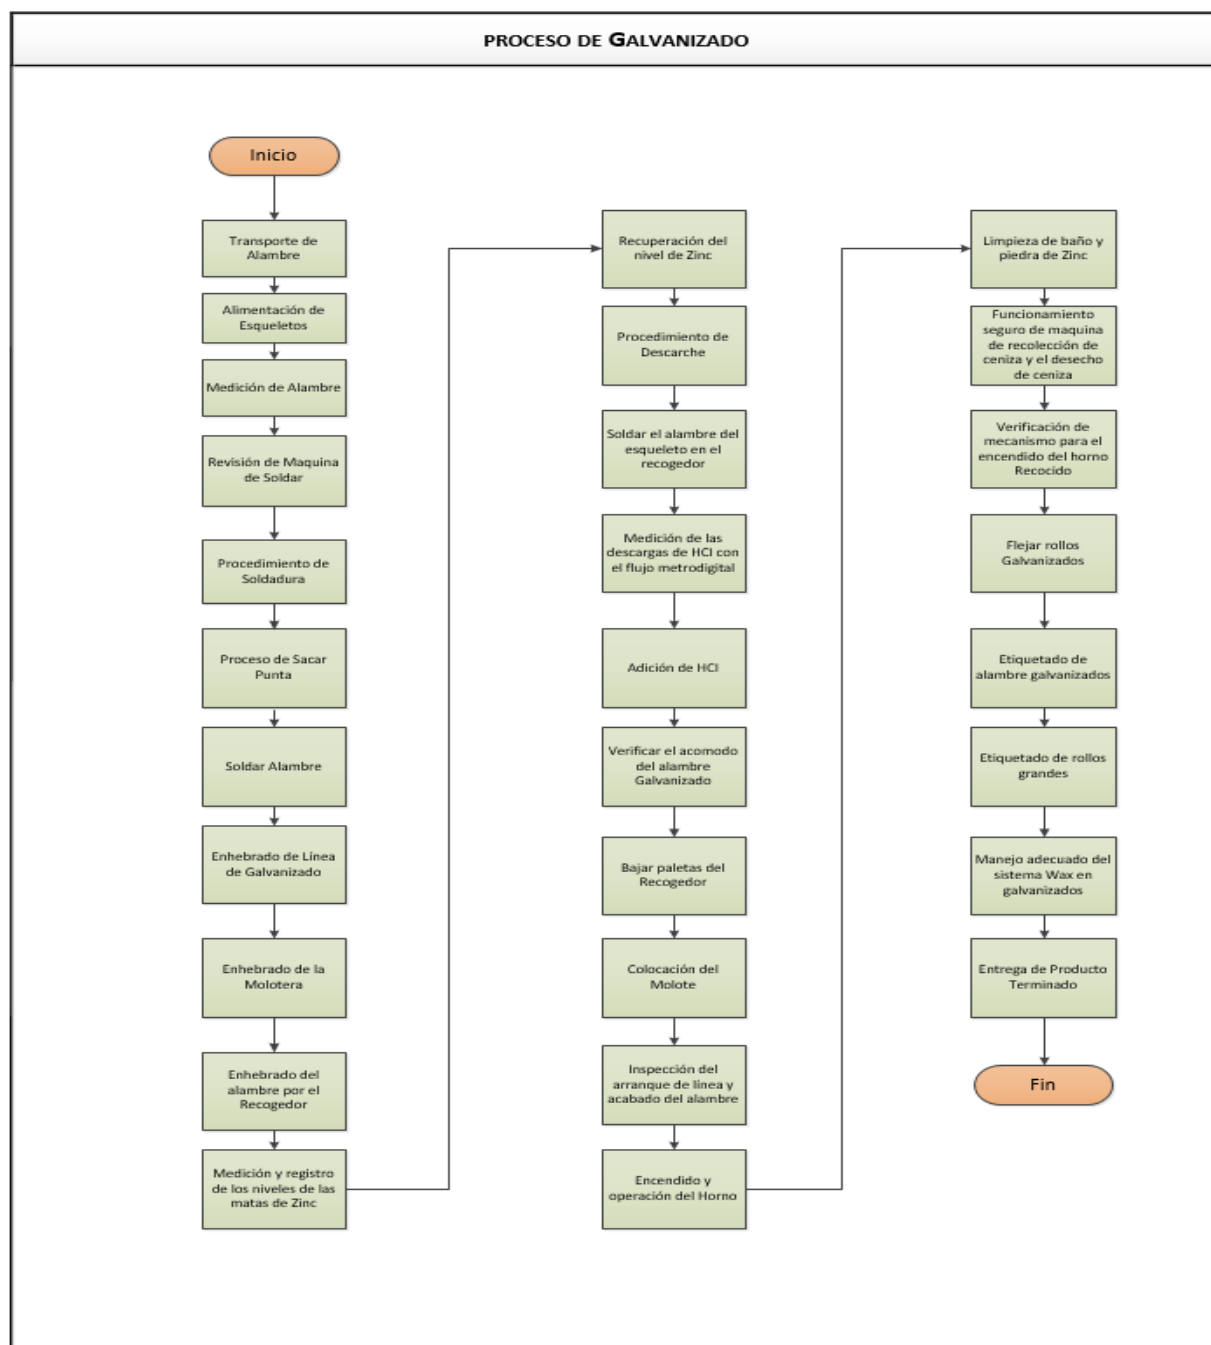 PROCESO DE GALVANIZADO
Inicio
Transporte de
Alambre
Alimentación de
Esqueletos
Medición de Alambre
Revisión de Maquina
de Soldar
Procedimiento de
Soldadura
Proceso de Sacar
Punta
Soldar Alambre
Enhebrado de Línea
de Galvanizado
Enhebrado de la
Molotera
Enhebrado del
alambre por el
Recogedor
Medición y registro
de los niveles de las
matas de Zinc
Recuperación del
nivel de Zinc
Procedimiento de
Descarche
Soldar el alambre del
esqueleto en el
recogedor
Medición de las
descargas de HCl con
el flujo metrodigital
Adición de HCl
Verificar el acomodo
del alambre
Galvanizado
Bajar paletas del
Recogedor
Colocación del
Molote
Inspección del
arranque de línea y
acabado del alambre
Encendido y
operación del Horno
Limpieza de baño y
piedra de Zinc
Funcionamiento
seguro de maquina
de recolección de
ceniza y el desecho
de ceniza
Verificación de
mecanismo para el
encendido del horno
Recocido
Flejar rollos
Galvanizados
Etiquetado de
alambre galvanizados
Etiquetado de rollos
grandes
Manejo adecuado del
sistema Wax en
galvanizados
Entrega de Producto
Terminado
Fin